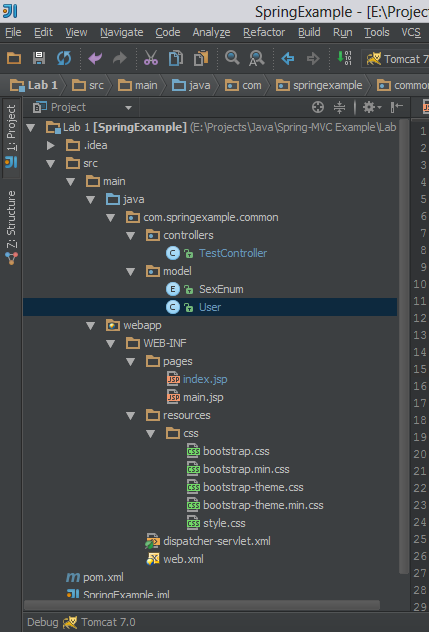 SpringExample - [E:\Projec
File Edit View Navigate Code Analyze Refactor Build Run Tools VCS
Tomcat 7
Lab 1 src main java com springexample commo
Project
1: Project
Z: Structure
Lab 1 [SpringExample] (E:\Projects\Java\Spring-MVC Example\Lab
.idea
src
main
java
com.springexample.common
controllers
TestController
model
SexEnum
User
webapp
WEB-INF
pages
index.jsp
main.jsp
resources
css
bootstrap.css
bootstrap.min.css
bootstrap-theme.css
bootstrap-theme.min.css
style.css
dispatcher-servlet.xml
web.xml
pom.xml
SpringExample.iml
1
2
3
4
5
6
7
8
9
10
11
12
13
14
15
16
17
18
19
20
21
22
23
24
25
26
27
28
29
Debug Tomcat 7.0